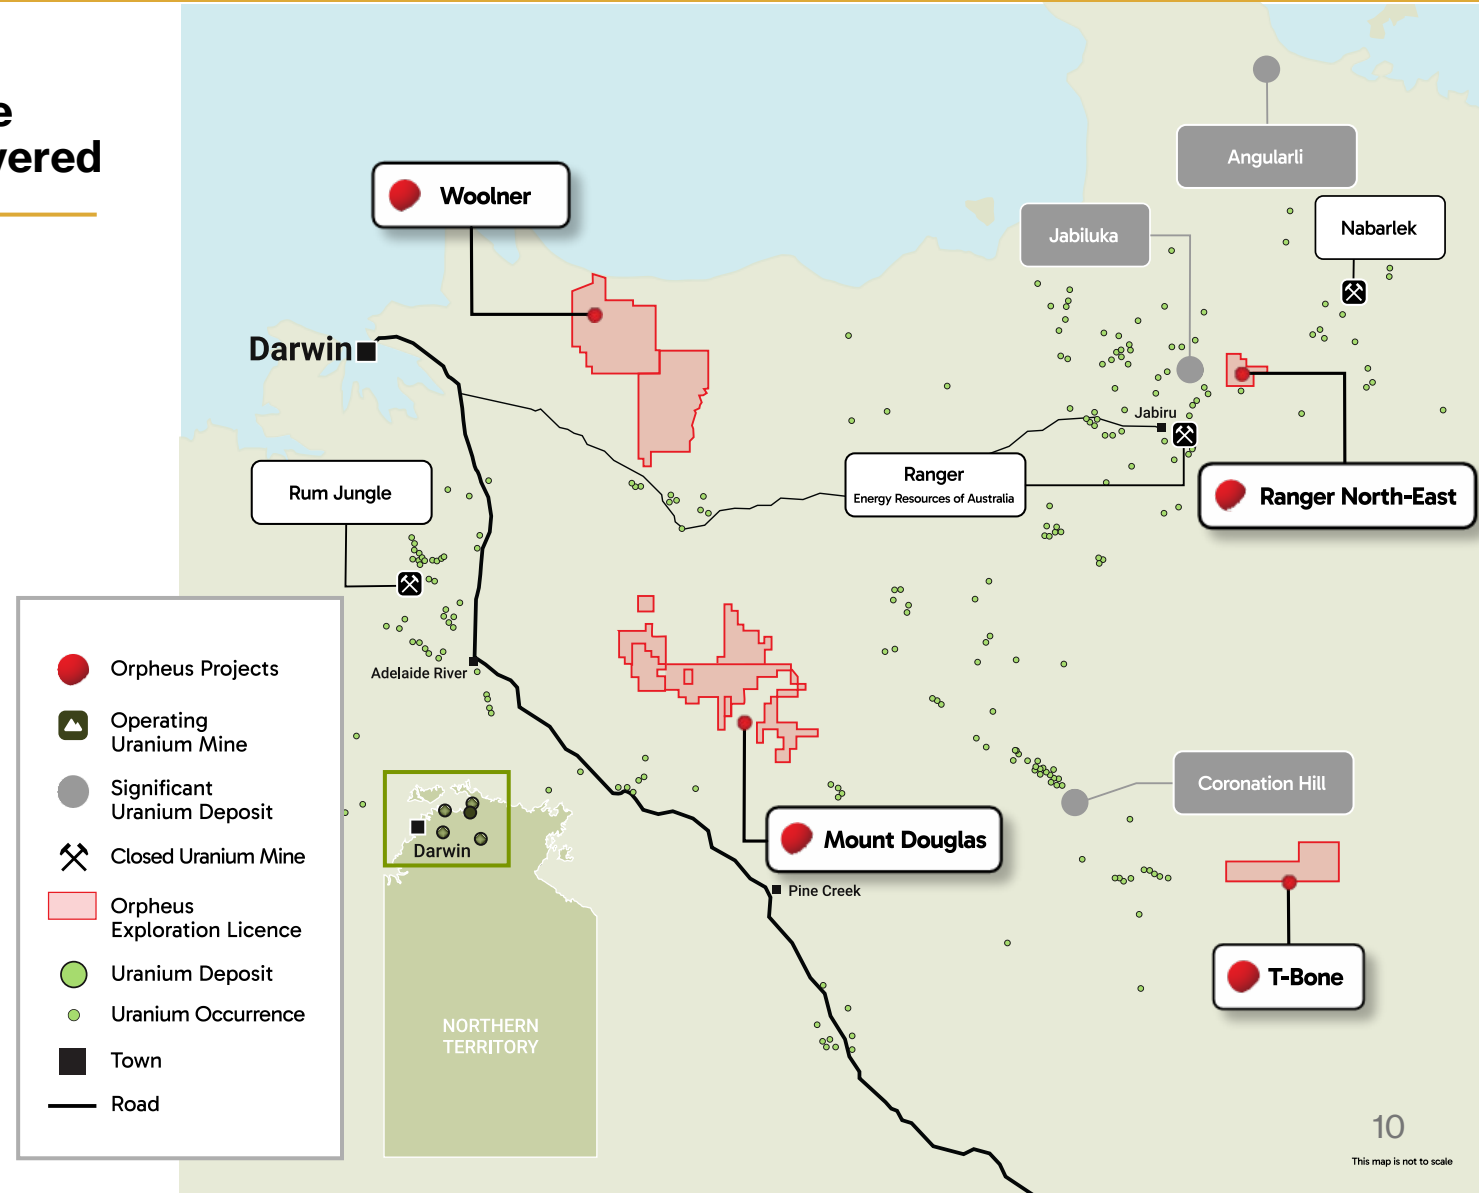 e
vered
Angularli
Woolner
Nabarlek
Jabiluka
Darwin
Jabiru
Ranger
Energy Resources of Australia
Ranger North-East
Rum Jungle
Adelaide River
Orpheus Projects
Operating
Uranium Mine
Significant
Uranium Deposit
Closed Uranium Mine
Orpheus
Exploration Licence
Uranium Deposit
Uranium Occurrence
Town
Road
Coronation Hill
Mount Douglas
Darwin
Pine Creek
T-Bone
NORTHERN
TERRITORY
10
This map is not to scale